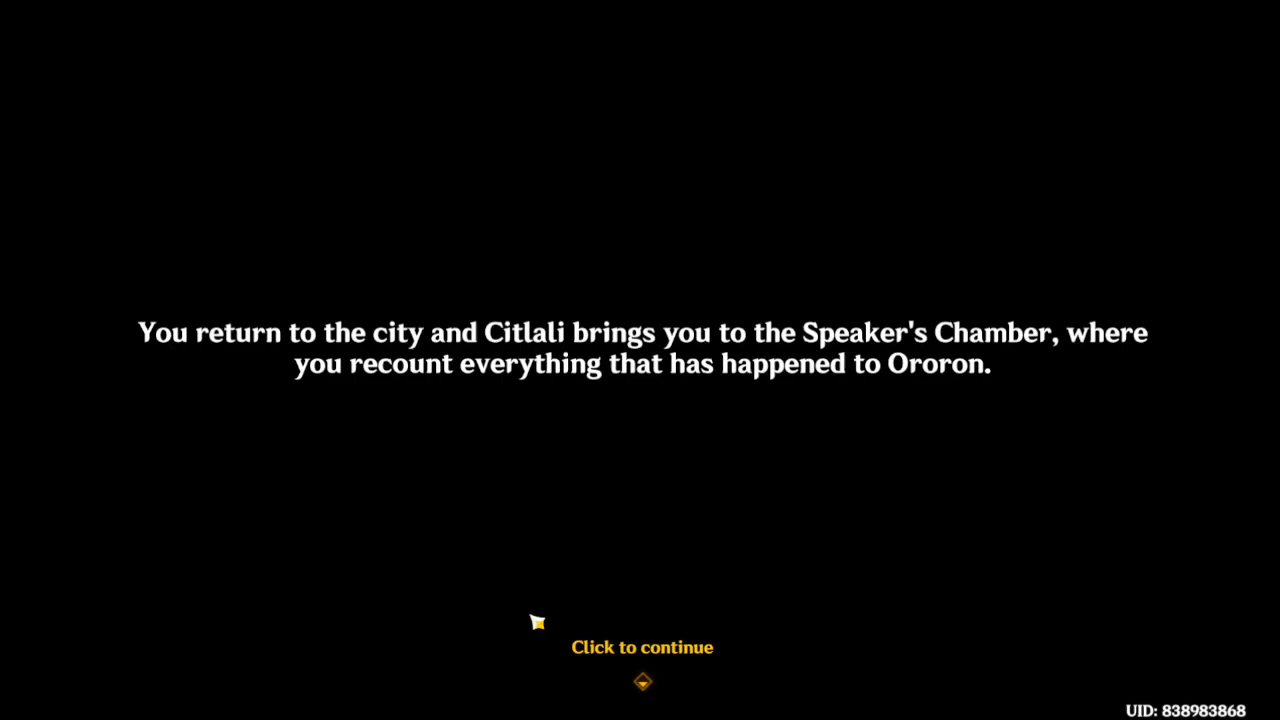 You return to the city and Citlali brings you to the Speaker's Chamber, where
you recount everything that has happened to Ororon.
Click to continue
UID: 838983868